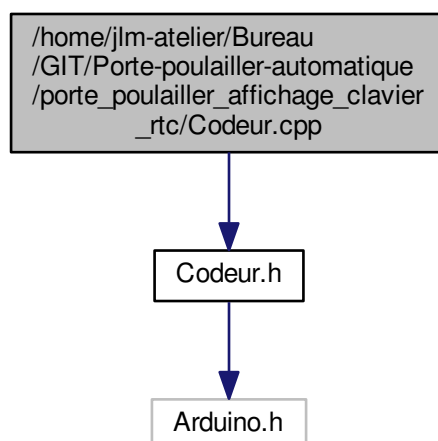 /home/jlm-atelier/Bureau
/GIT/Porte-poulailler-automatique
/porte_poulailler_affichage_clavier
_rtc/Codeur.cpp
Codeur.h
Arduino.h